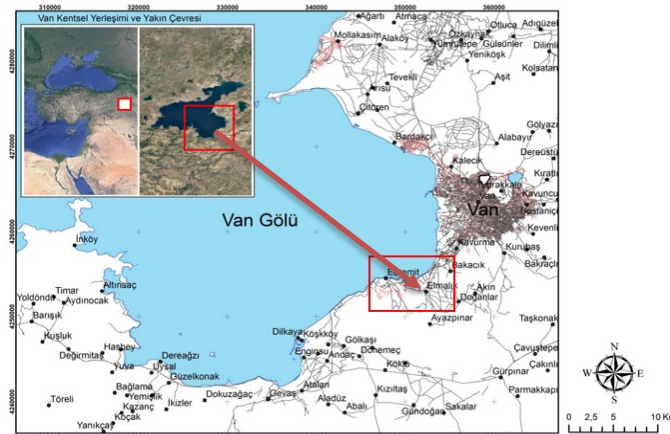 Van Kentsel Yerleşimi ve Yakın Çevresi
310000
320000
330000
340000
350000
360000
4280000
4270000
4260000
4250000
4240000
Ağartı
Atmaca
Mollakasım
Alaköy
Yumrutepe
Özkaynak
Otluca
Gülsünler
Adıgüzel
Dilimli
Yeniköşk
Kolsatan
Tevekli
Aşit
Çitören
Bardakçı
Alabayır
Gölyazı
Dereüstü
Kalecik
Kıratlı
Kavuncu
Bostaniçi
Van
Van Gölü
Kevenli
Kavurma
Kurubaş
Bakraçlı
Bakacık
Edremit
Elmalık
Akın
Doğanlar
Ayazpınar
Taşkonak
İnköy
Altınsaç
Timar
Yoldöndü
Aydınocak
Barışık
Kuşluk
Değirmitaş
Hasbey
Yuva
Dereağzı
Uysal
Güzelkonak
Bağlama
Yemişlik
Kazanç
Koçak
İkizler
Yanıkçay
Töreli
Dokuzağaç
Gevaş
Dilkaya
Köşkköy
Enginsu
Gölkaşı
Andaç
Dönemeç
Atalan
Aladüz
Abalı
Kızıltaş
Gündoğan
Sakalar
Gürpınar
Çavuştepe
Çakınlı
Parmakkapı
N
W
E
S
0
2,5
5
10 Km